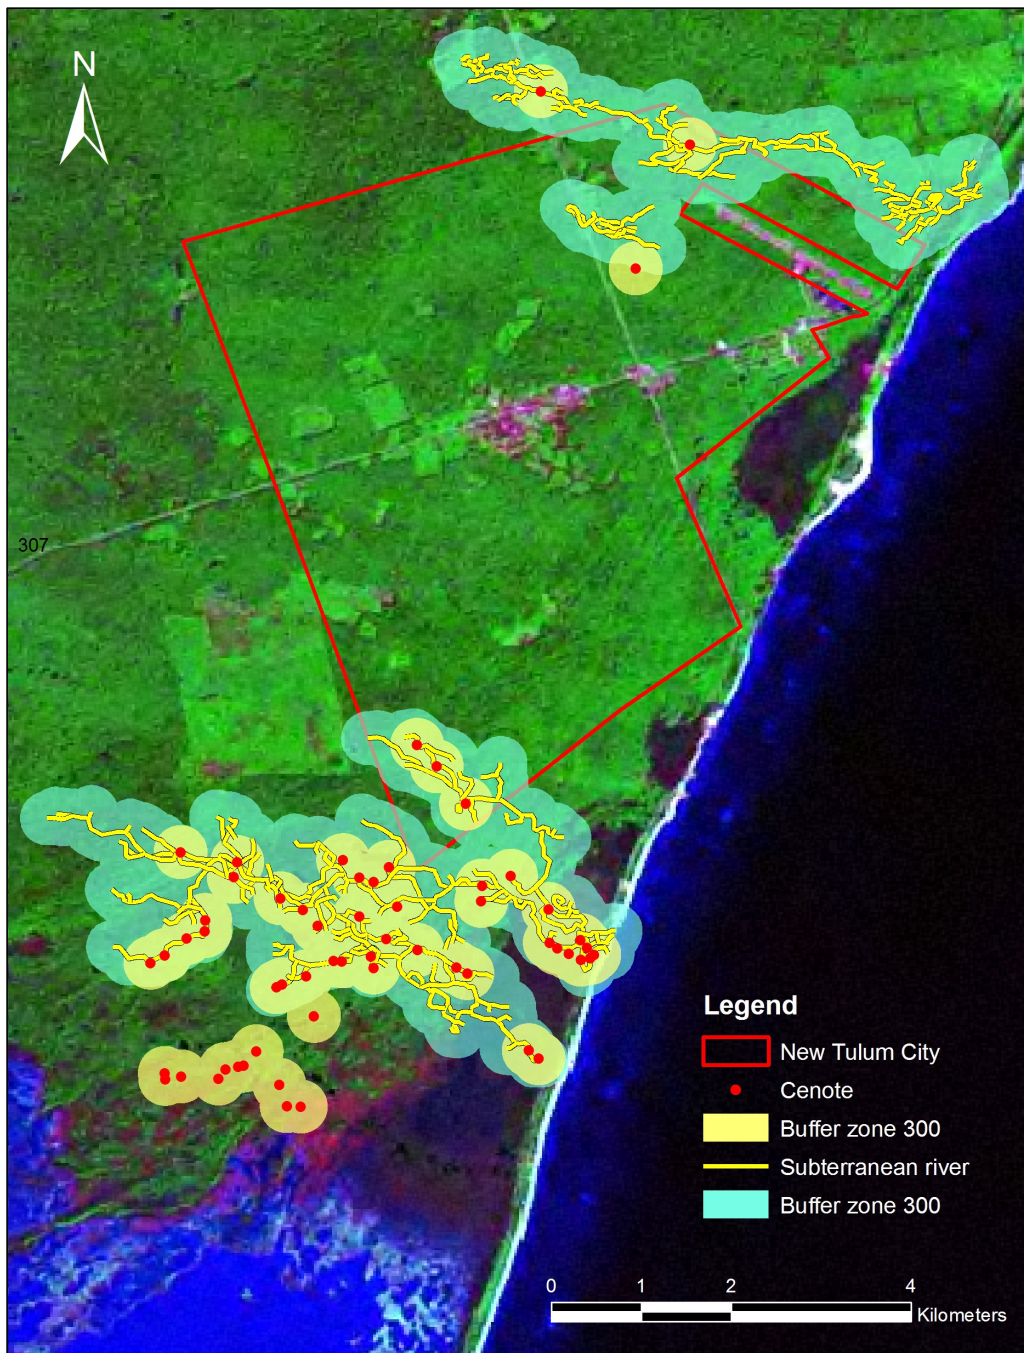 N
307
Legend
New Tulum City
Cenote
Buffer zone 300
Subterranean river
Buffer zone 300
0 1 2 4
Kilometers